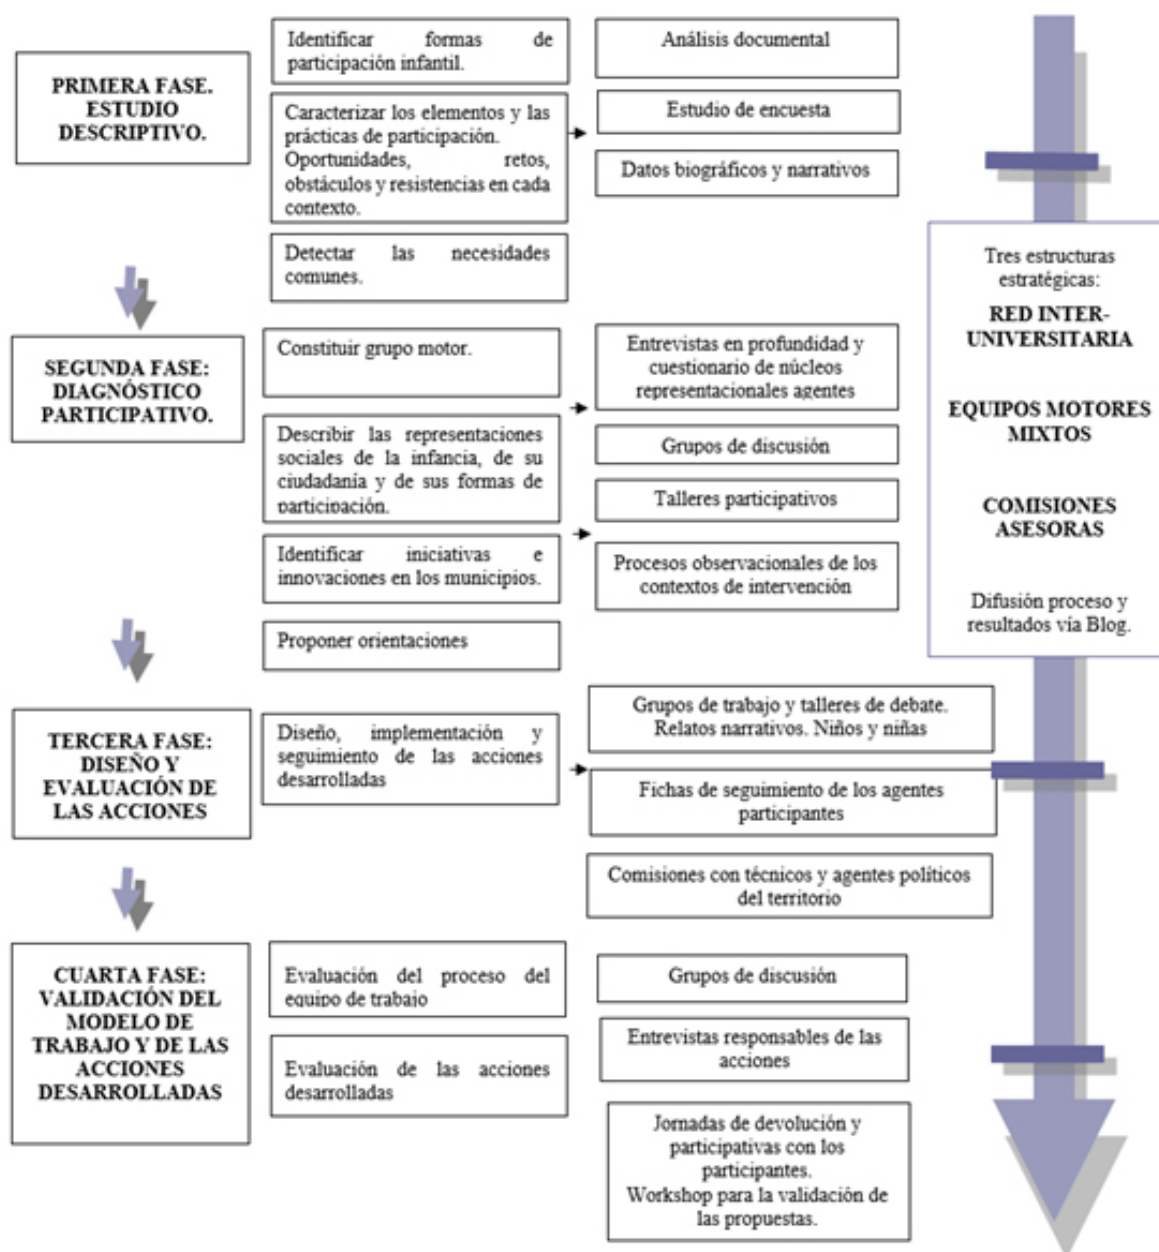 PRIMERA FASE.
ESTUDIO
DESCRIPTIVO.
Identificar formas de
participación infantil.
Caracterizar los elementos y las
prácticas de participación.
Oportunidades, retos,
obstáculos y resistencias en cada
contexto.
Detectar las necesidades
comunes.
Análisis documental
Estudio de encuesta
Datos biográficos y narrativos
SEGUNDA FASE:
DIAGNÓSTICO
PARTICIPATIVO.
Constituir grupo motor.
Describir las representaciones
sociales de la infancia, de su
ciudadanía y de sus formas de
participación.
Identificar iniciativas e
innovaciones en los municipios.
Proponer orientaciones
Entrevistas en profundidad y
cuestionario de núcleos
representacionales agentes
Grupos de discusión
Talleres participativos
Procesos observacionales de los
contextos de intervención
TERCERA FASE:
DISEÑO Y
EVALUACIÓN DE
LAS ACCIONES
Diseño, implementación y
seguimiento de las acciones
desarrolladas
Grupos de trabajo y talleres de debate.
Relatos narrativos. Niños y niñas
Fichas de seguimiento de los agentes
participantes
Comisiones con técnicos y agentes políticos
del territorio
CUARTA FASE:
VALIDACIÓN DEL
MODELO DE
TRABAJO Y DE LAS
ACCIONES
DESARROLLADAS
Evaluación del proceso del
equipo de trabajo
Evaluación de las acciones
desarrolladas
Grupos de discusión
Entrevistas responsables de las
acciones
Jornadas de devolución y
participativas con los
participantes.
Workshop para la validación de
las propuestas.
Tres estructuras
estratégicas:
RED INTER-
UNIVERSITARIA
EQUIPOS MOTORES
MIXTOS
COMISIONES
ASESORAS
Difusión proceso y
resultados vía Blog.